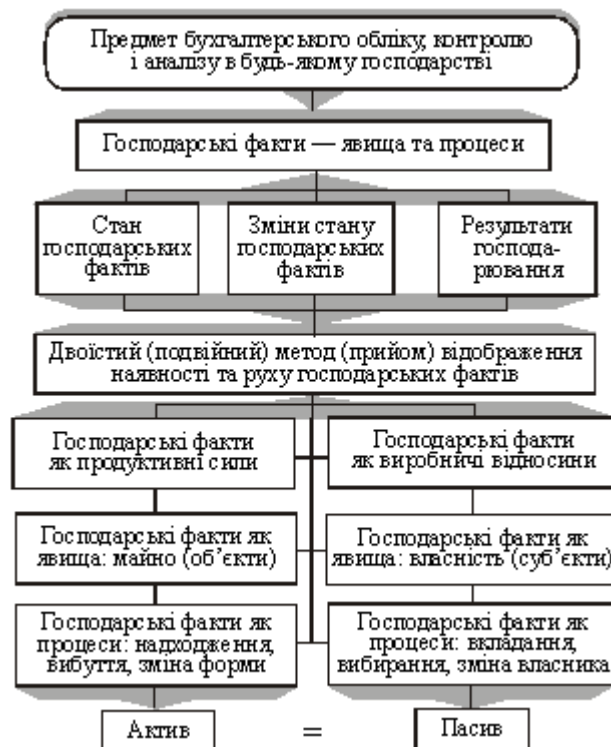 Предмет бухгалтерського обліку, контролю
і аналізу в будь-якому господарстві
Господарські факти — явища та процеси
Стан
господарських
фактів
Зміни стану
господарських
фактів
Результати
господа-
рювання
Двоїстий (подвійний) метод (прийом) відображення
наявності та руху господарських фактів
Господарські факти
як продуктивні сили
Господарські факти
як виробничі відносини
Господарські факти як
явища: майно (об’єкти)
Господарські факти як
явища: власність (суб’єкти)
Господарські факти як
процеси: надходження,
вибуття, зміна форми
Господарські факти як
процеси: вкладання,
вибирання, зміна власника
Актив = Пасив